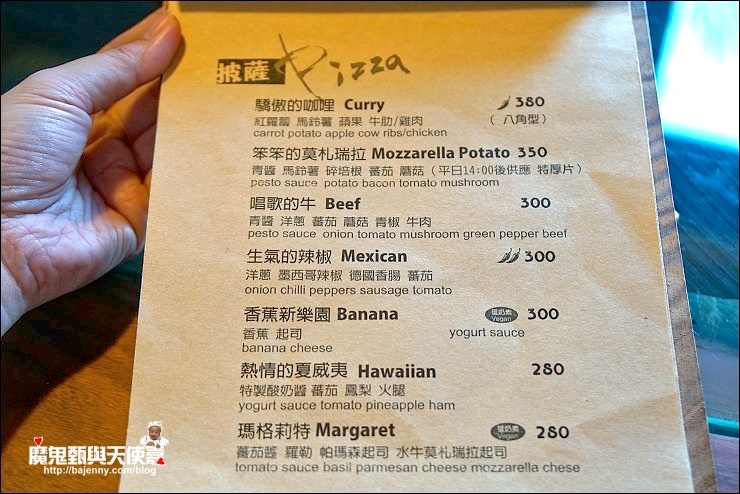 披薩 Pizza
驕傲的咖哩 Curry 380
紅蘿蔔 馬鈴薯 蘋果 牛肋/雞肉 （八角型）
carrot potato apple cow ribs/chicken
笨笨的莫札瑞拉 Mozzarella Potato 350
青醬 馬鈴薯 碎培根 蕃茄 蘑菇（平日14:00後供應 特厚片）
pesto sauce potato bacon tomato mushroom
唱歌的牛 Beef 300
青醬 洋蔥 蕃茄 蘑菇 青椒 牛肉
pesto sauce onion tomato mushroom green pepper beef
生氣的辣椒 Mexican 300
洋蔥 墨西哥辣椒 德國香腸 蕃茄
onion chilli peppers sausage tomato
香蕉新樂園 Banana 蛋奶素 Vegan 300
香蕉 起司 yogurt sauce
banana cheese
熱情的夏威夷 Hawaiian 280
特製酸奶醬 蕃茄 鳳梨 火腿
yogurt sauce tomato pineapple ham
瑪格莉特 Margaret 蛋奶素 Vegan 280
蕃茄醬 羅勒 帕瑪森起司 水牛莫札瑞拉起司
tomato sauce basil parmesan cheese mozzarella chese
魔鬼甄與天使嘉
http://bajenny.com/blog